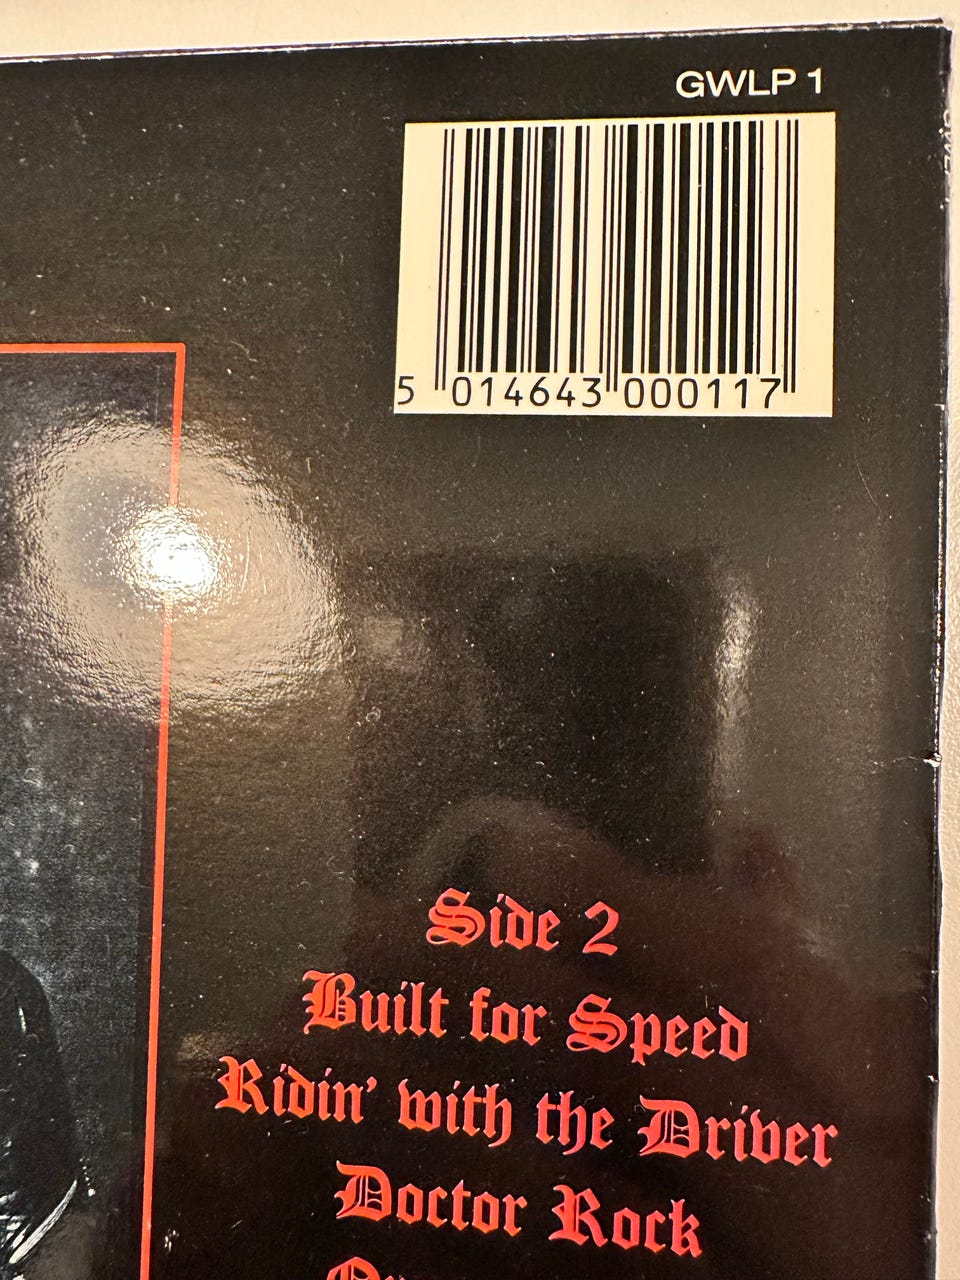 GWLP 1
5 014643 000117
Side 2
Built for Speed
Ridin' with the Driver
Doctor Rock